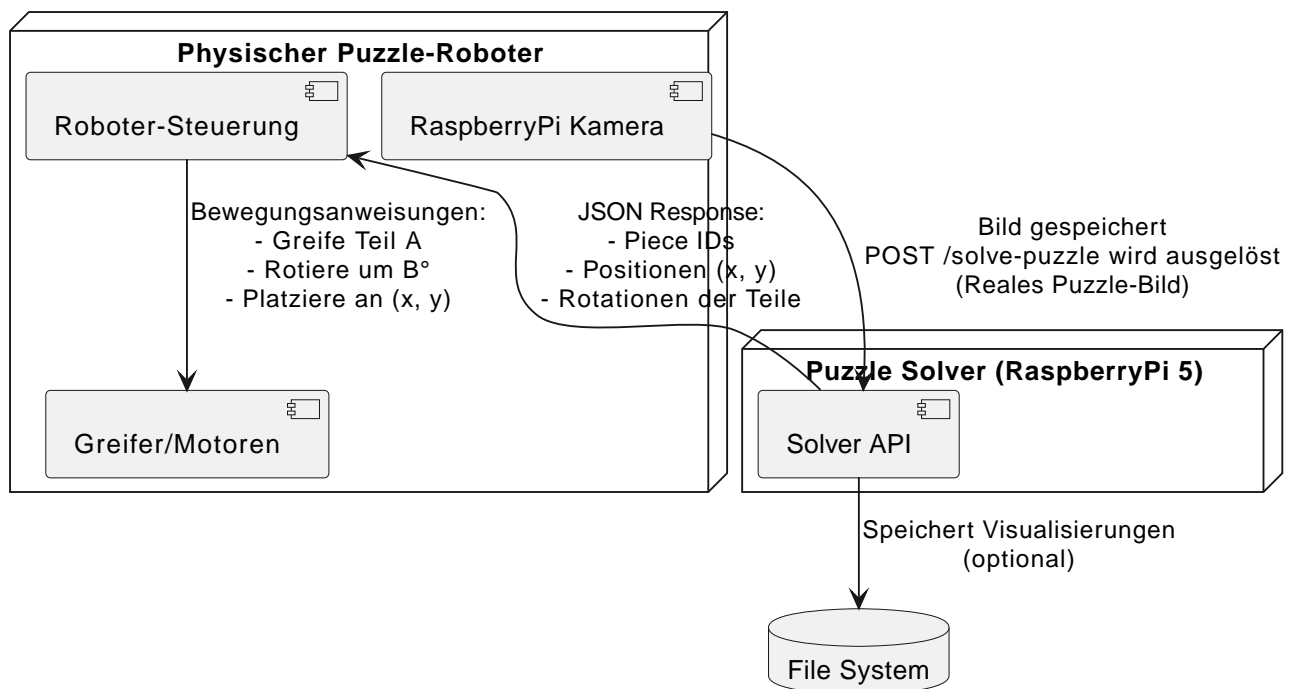 Physischer Puzzle-Roboter
Roboter-Steuerung
RaspberryPi Kamera
Bewegungsanweisungen:
- Greife Teil A
- Rotiere um B°
- Platziere an (x, y)
JSON Response:
- Piece IDs
- Positionen (x, y)
- Rotationen der Teile
Bild gespeichert
POST /solve-puzzle wird ausgelöst
(Reales Puzzle-Bild)
Puzzle Solver (RaspberryPi 5)
Greifer/Motoren
Solver API
Speichert Visualisierungen
(optional)
File System